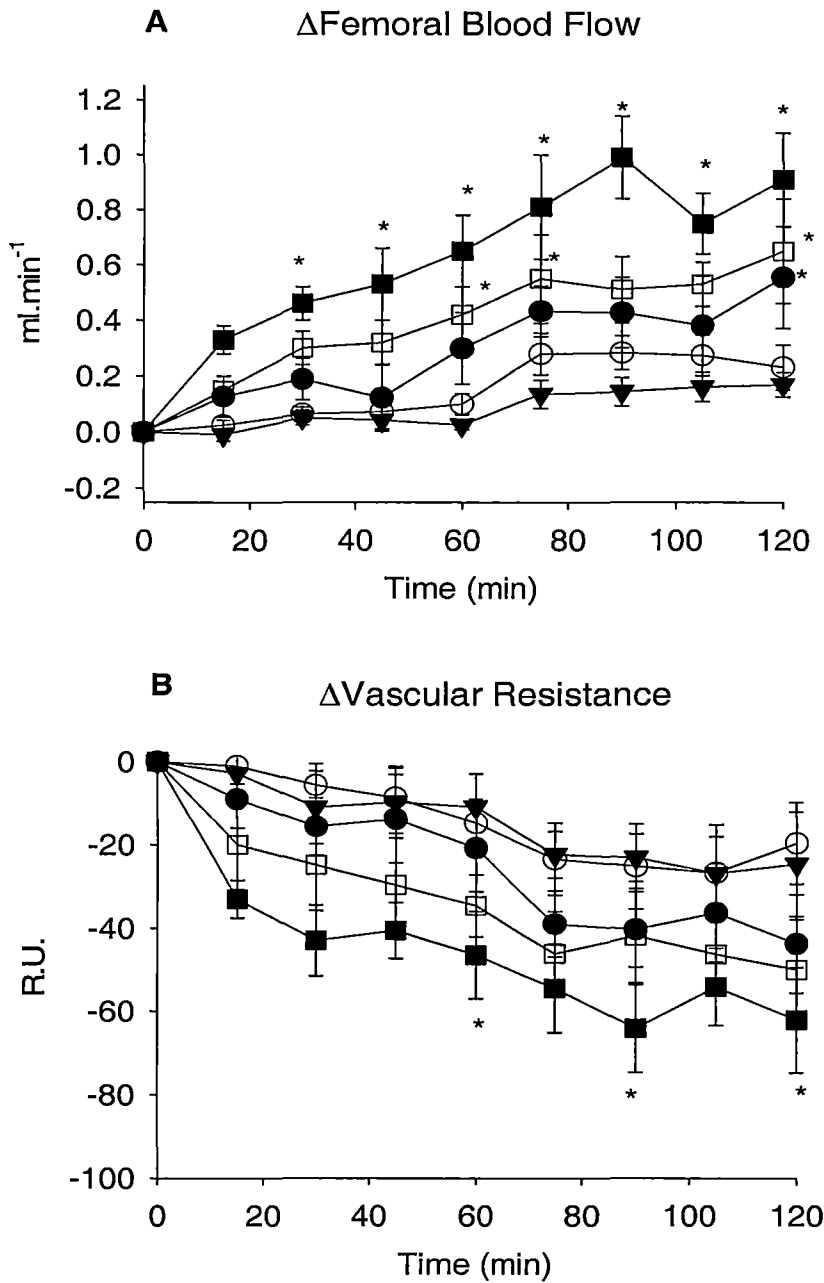 A ΔFemoral Blood Flow
1.2
1.0
0.8
0.6
0.4
0.2
0.0
-0.2
ml.min⁻¹
* * * * * * * * * * *
0 20 40 60 80 100 120
Time (min)
B ΔVascular Resistance
0
-20
-40
-60
-80
-100
R.U.
* * *
0 20 40 60 80 100 120
Time (min)